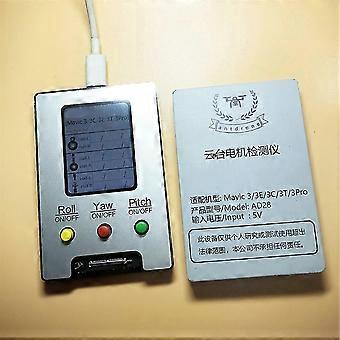 Mavic 3/3C/3E/3T/3Pro
Roll
ON/OFF
Yaw
ON/OFF
Pitch
ON/OFF
antdrone
云台电机检测仪
适配机型: Mavic 3/3E/3C/3T/3Pro
产品型号/Model: AD28
输入电压/Input : 5V
此设备仅供个人研究或测试使用超出
法律范围，本公司不承担任何责任。